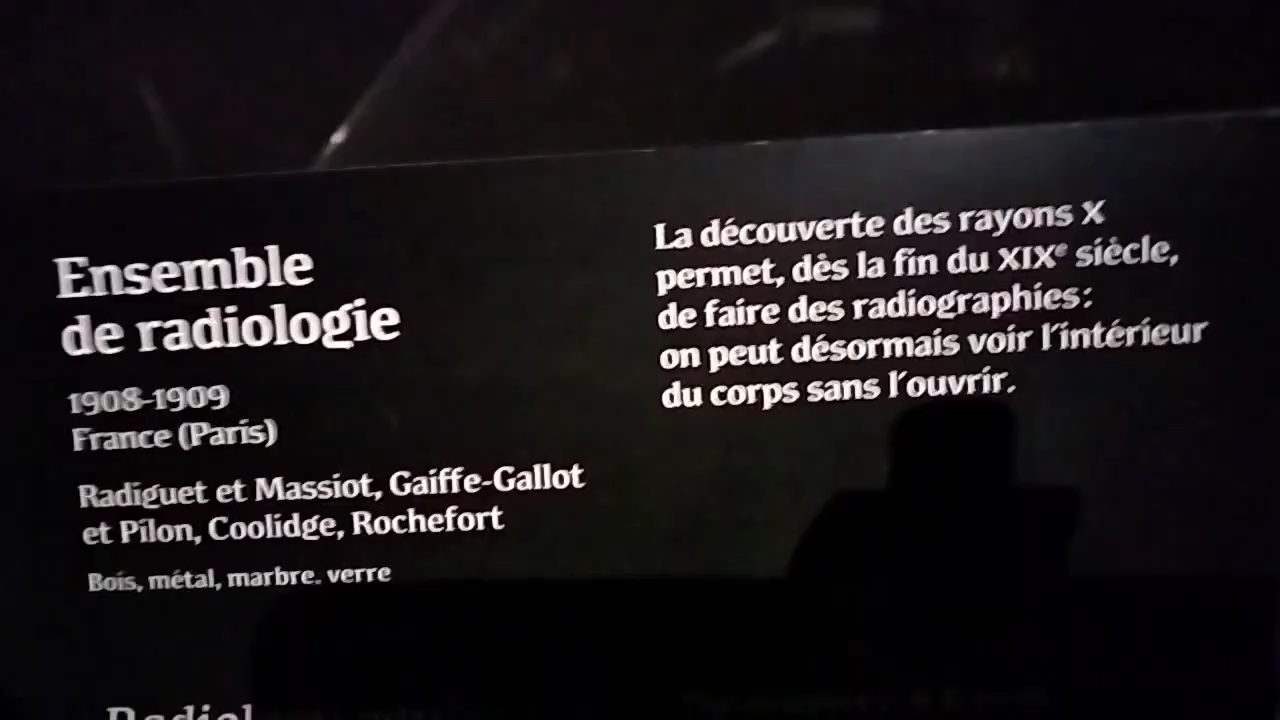 Ensemble
de radiologie
1908-1909
France (Paris)
Radiguet et Massiot, Gaiffe-Gallot
et Pilon, Coolidge, Rochefort
Bois, métal, marbre. verre
La découverte des rayons X
permet, dès la fin du XIXe siècle,
de faire des radiographies:
on peut désormais voir l'intérieur
du corps sans l'ouvrir.